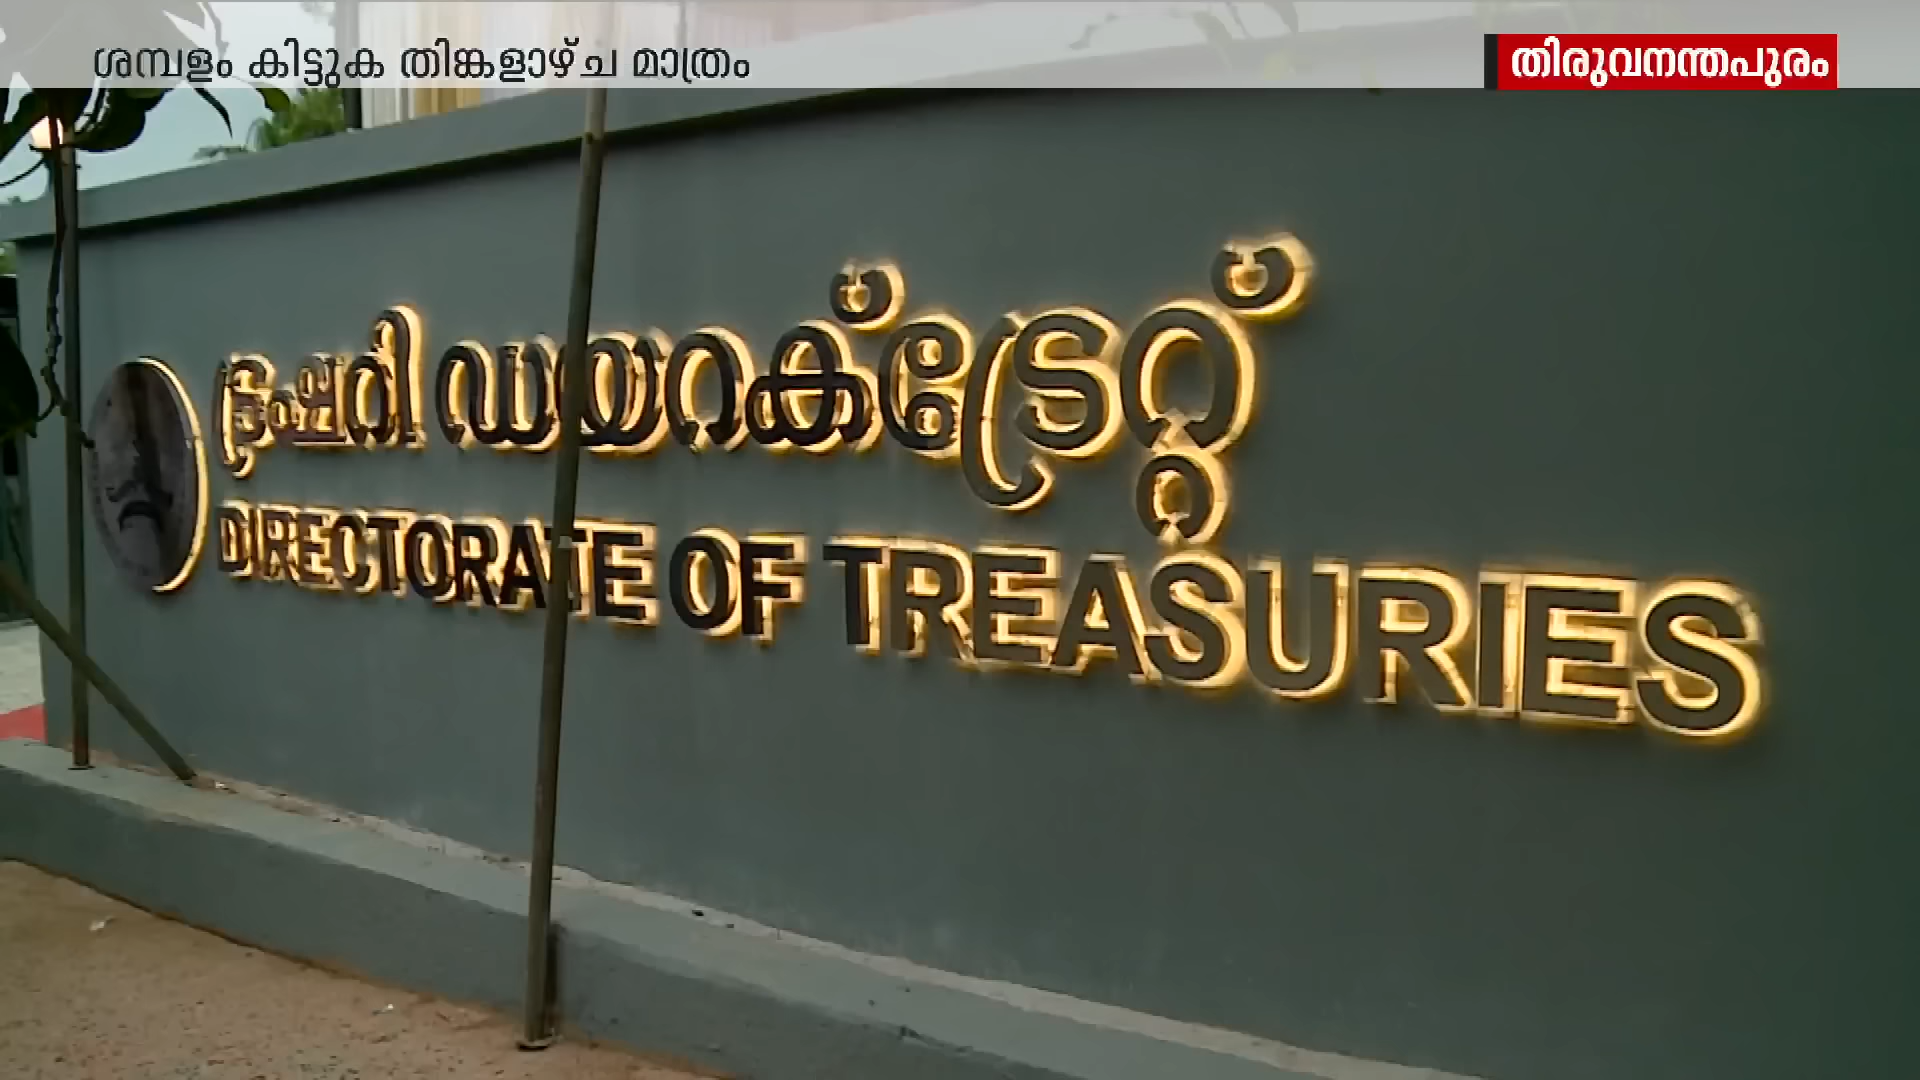 ശമ്പളം കിട്ടുക തിങ്കളാഴ്ച മാത്രം
തിരുവനന്തപുരം
ട്രഷറി ഡയറക്ട്രേറ്റ്
DIRECTORATE OF TREASURIES